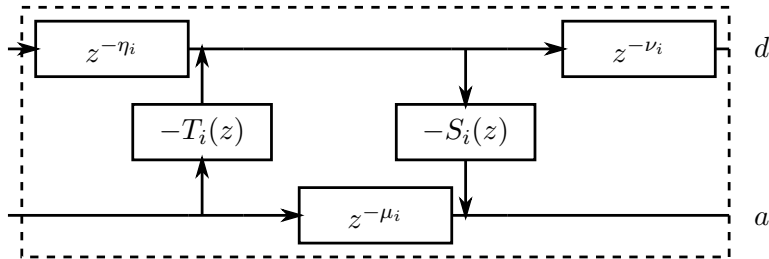 z^{-η_i} z^{-ν_i} d
-T_i(z) -S_i(z)
z^{-μ_i} a